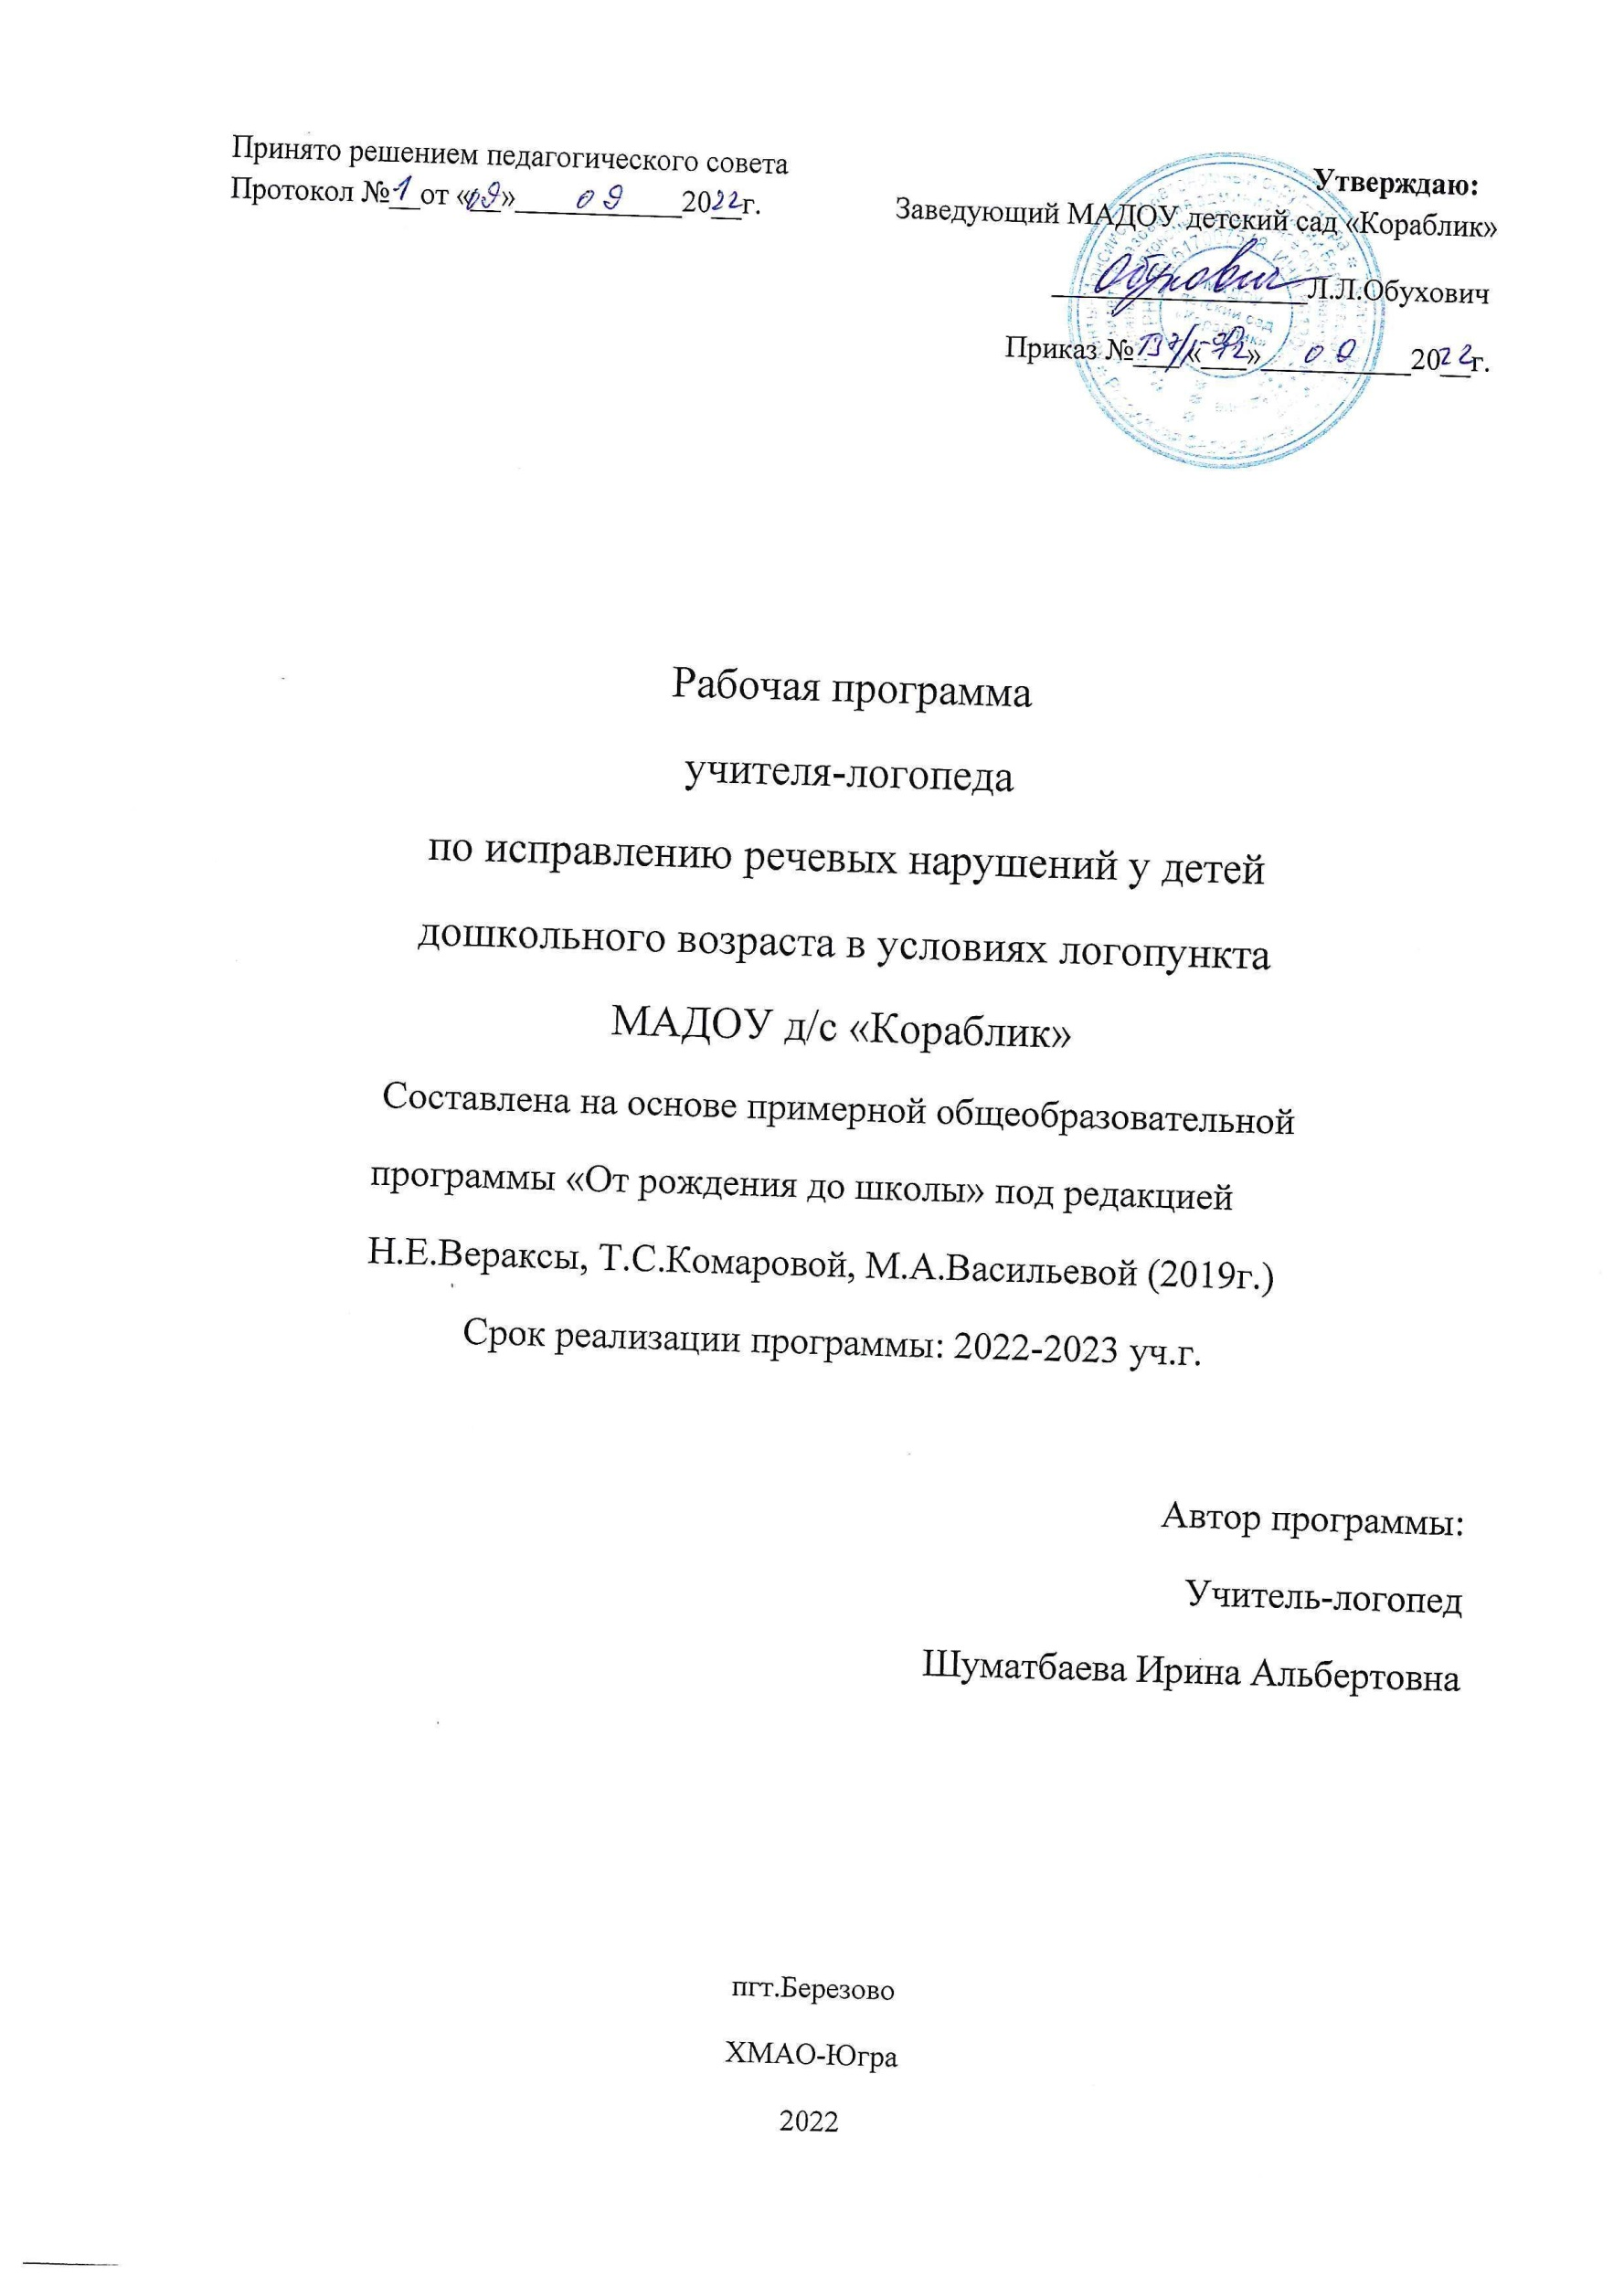 Принято решением педагогического совета
Протокол №1 от «09» 09 2022г.
Утверждаю:
Заведующий МАДОУ детский сад «Кораблик»
Обухович Л.Л.Обухович
Приказ № « » 09 2022г.
Рабочая программа
учителя-логопеда
по исправлению речевых нарушений у детей
дошкольного возраста в условиях логопункта
МАДОУ д/с «Кораблик»
Составлена на основе примерной общеобразовательной
программы «От рождения до школы» под редакцией
Н.Е.Вераксы, Т.С.Комаровой, М.А.Васильевой (2019г.)
Срок реализации программы: 2022-2023 уч.г.
Автор программы:
Учитель-логопед
Шуматбаева Ирина Альбертовна
пгт.Березово
ХМАО-Югра
2022